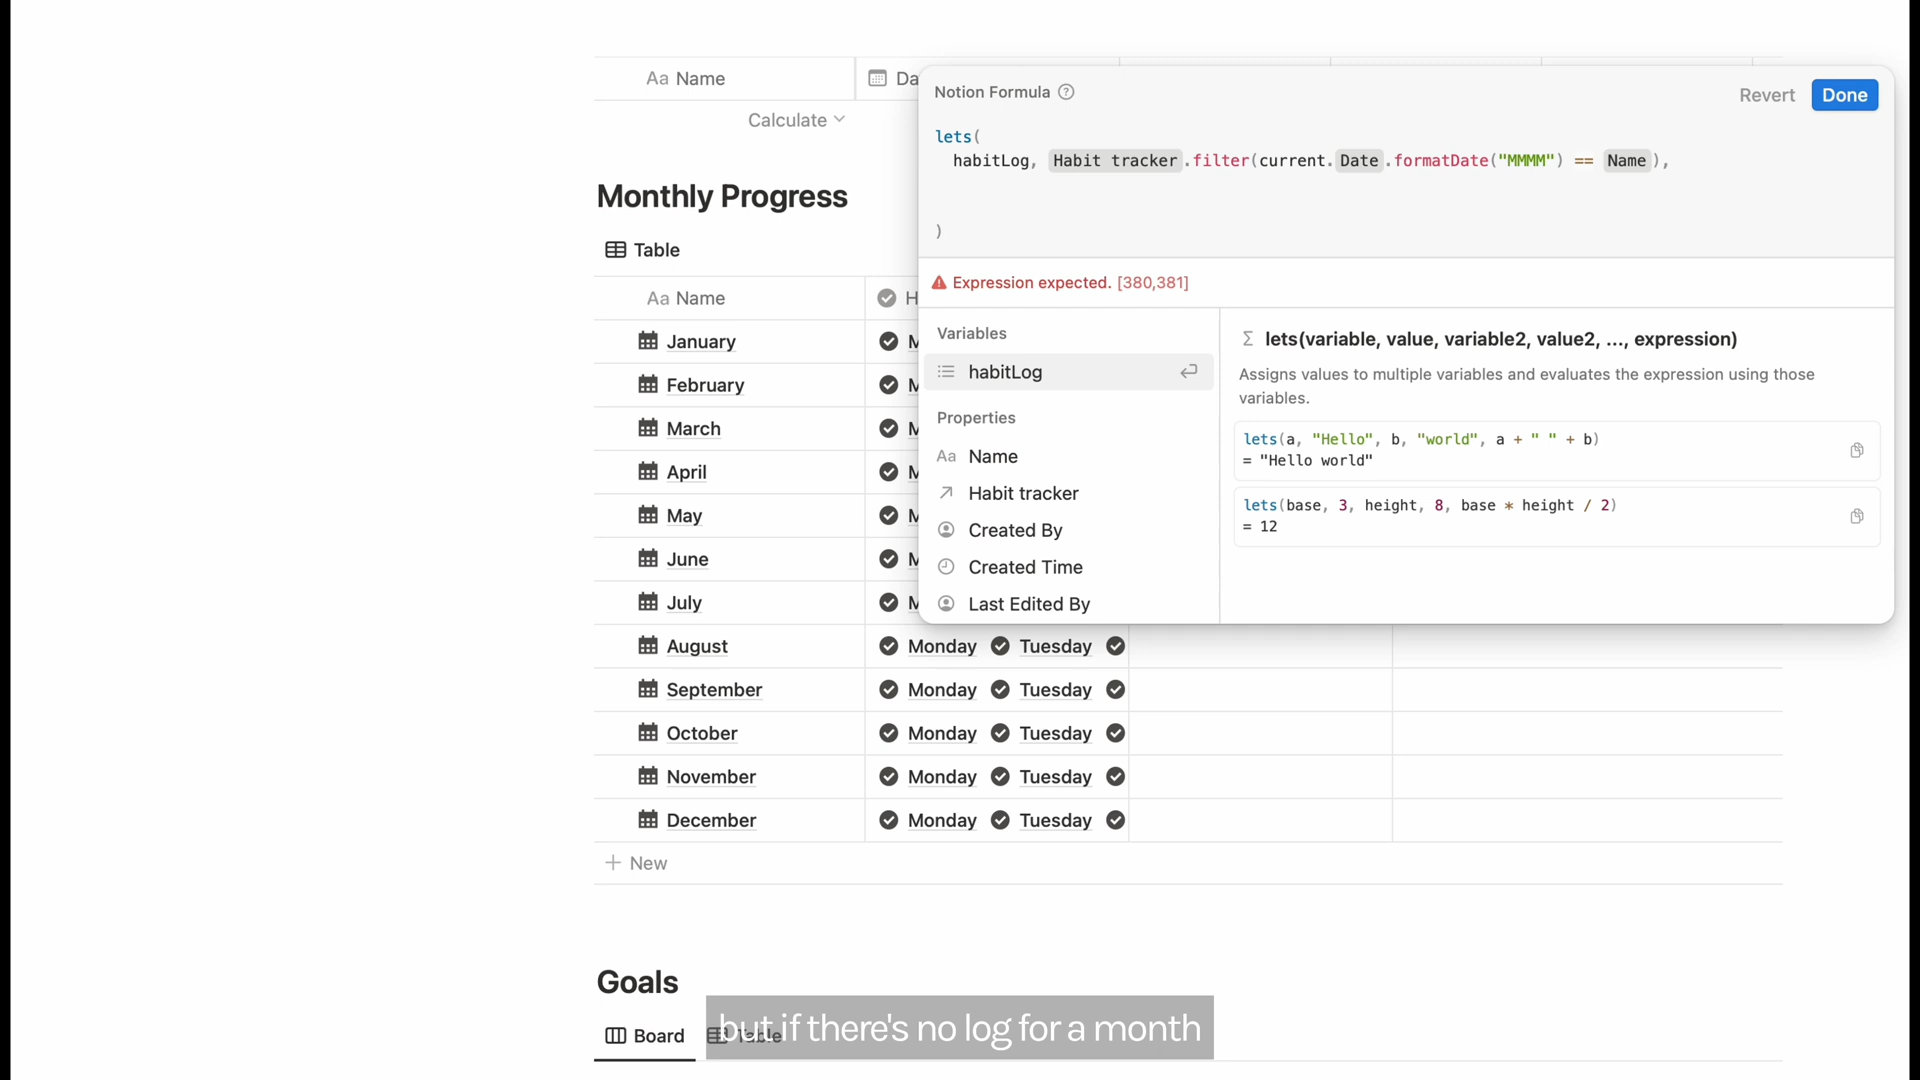 Aa Name
Da
Calculate
Monthly Progress
Table
Aa Name
H
January
M
February
M
March
M
April
M
May
M
June
M
July
M
August
Monday
Tuesday
September
Monday
Tuesday
October
Monday
Tuesday
November
Monday
Tuesday
December
Monday
Tuesday
+ New
Notion Formula ?
Revert
Done
lets(
habitLog, Habit tracker.filter(current.Date.formatDate("MMMM") == Name),
)
Expression expected. [380,381]
Variables
habitLog
Properties
Aa Name
Habit tracker
Created By
Created Time
Last Edited By
Σ lets(variable, value, variable2, value2, ..., expression)
Assigns values to multiple variables and evaluates the expression using those
variables.
lets(a, "Hello", b, "world", a + " " + b)
= "Hello world"
lets(base, 3, height, 8, base * height / 2)
= 12
Goals
Board
Table
but if there's no log for a month